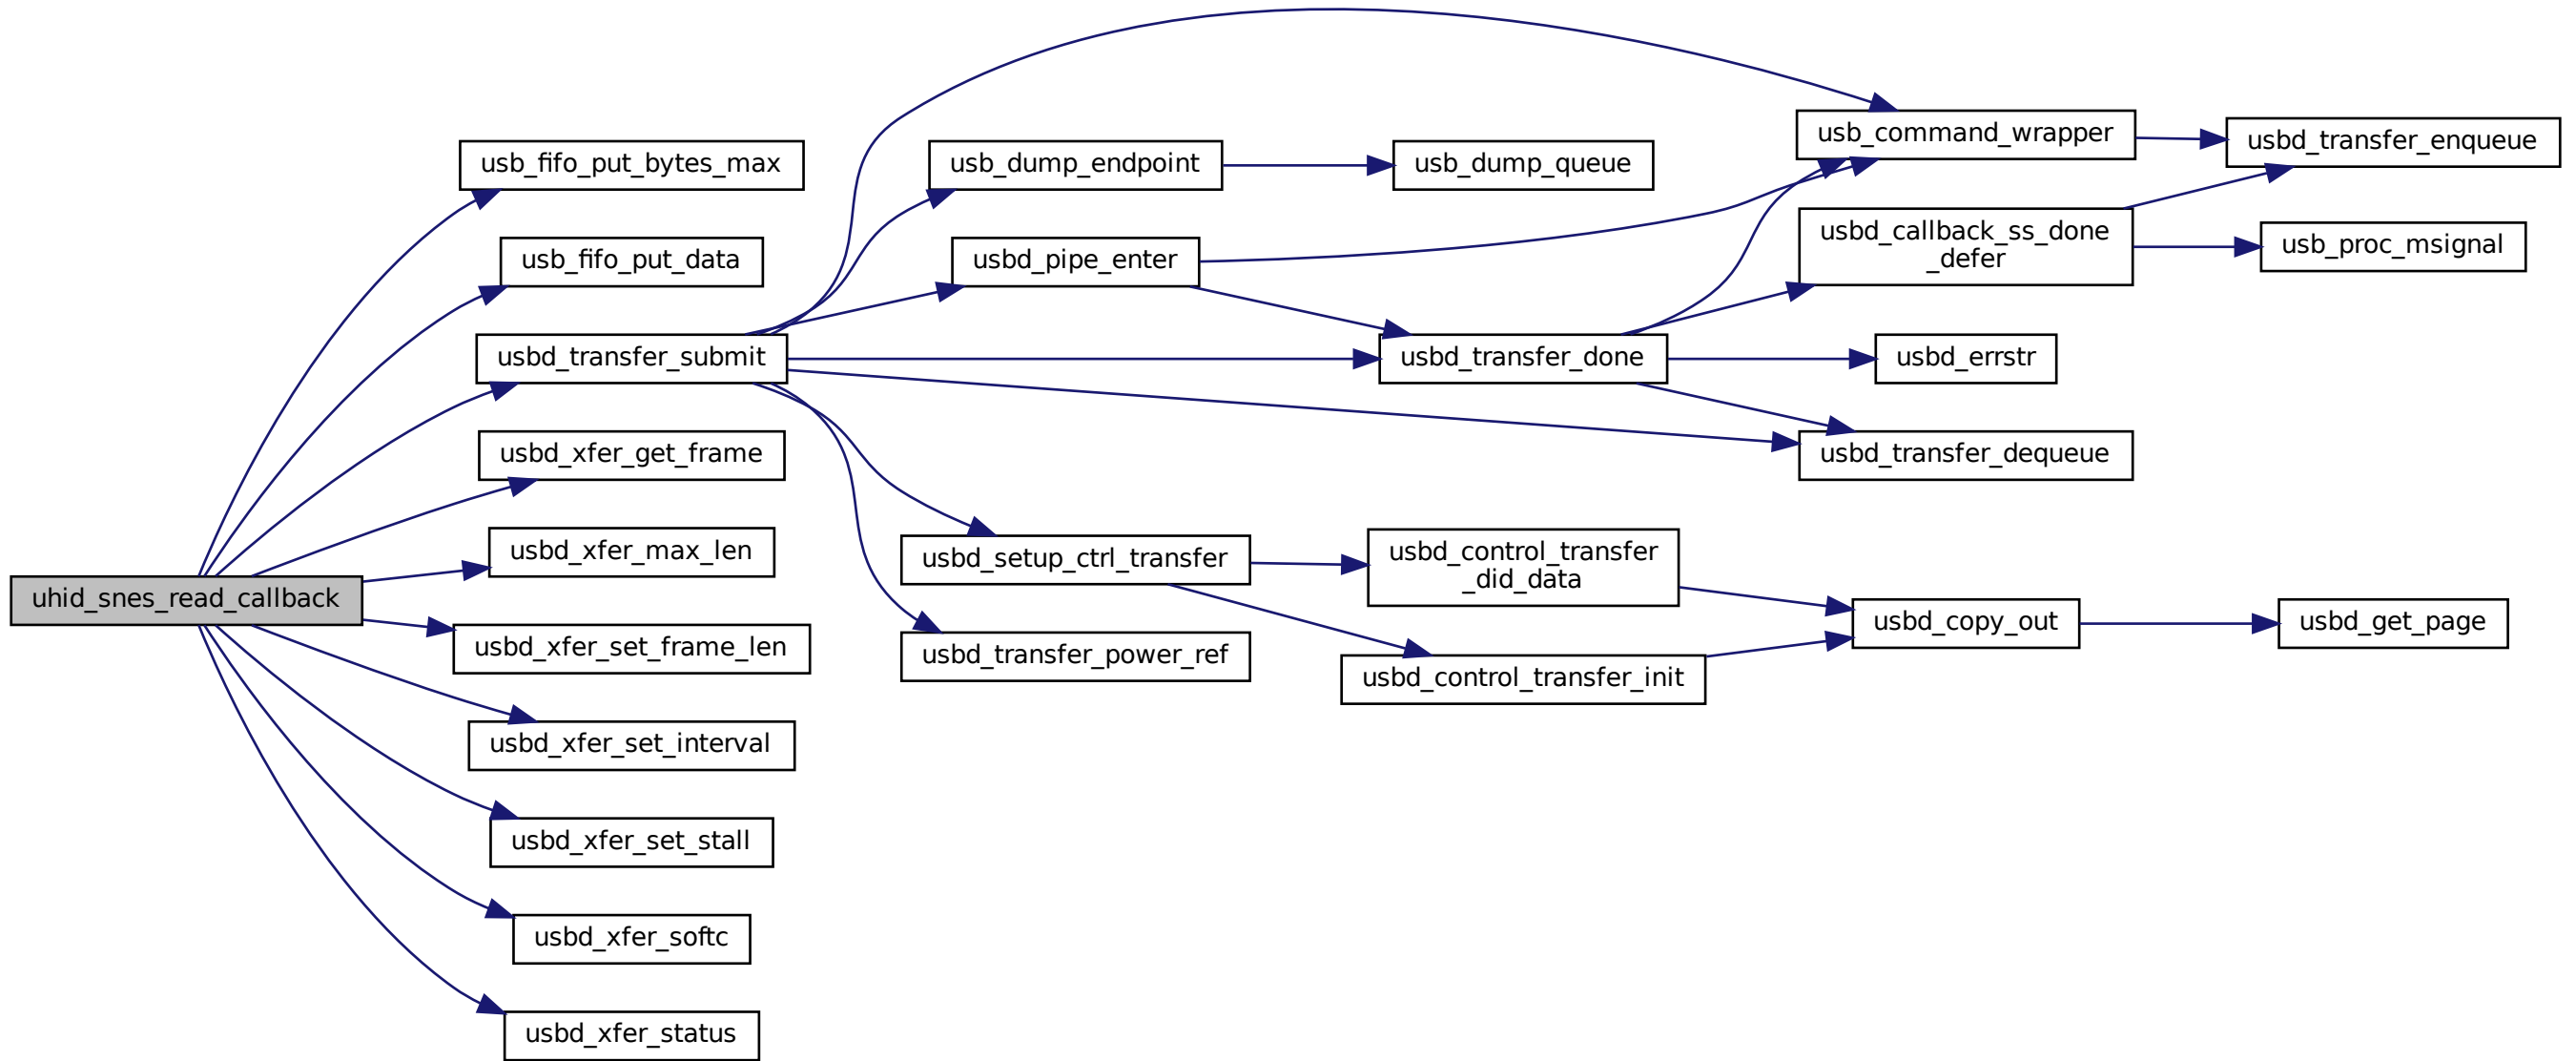 uhid_snes_read_callback
usb_fifo_put_bytes_max
usb_fifo_put_data
usbd_transfer_submit
usbd_xfer_get_frame
usbd_xfer_max_len
usbd_xfer_set_frame_len
usbd_xfer_set_interval
usbd_xfer_set_stall
usbd_xfer_softc
usbd_xfer_status
usb_dump_endpoint
usbd_pipe_enter
usbd_setup_ctrl_transfer
usbd_transfer_power_ref
usb_dump_queue
usbd_transfer_done
usbd_control_transfer
_did_data
usbd_control_transfer_init
usb_command_wrapper
usbd_callback_ss_done
_defer
usbd_errstr
usbd_transfer_dequeue
usbd_copy_out
usbd_transfer_enqueue
usb_proc_msignal
usbd_get_page